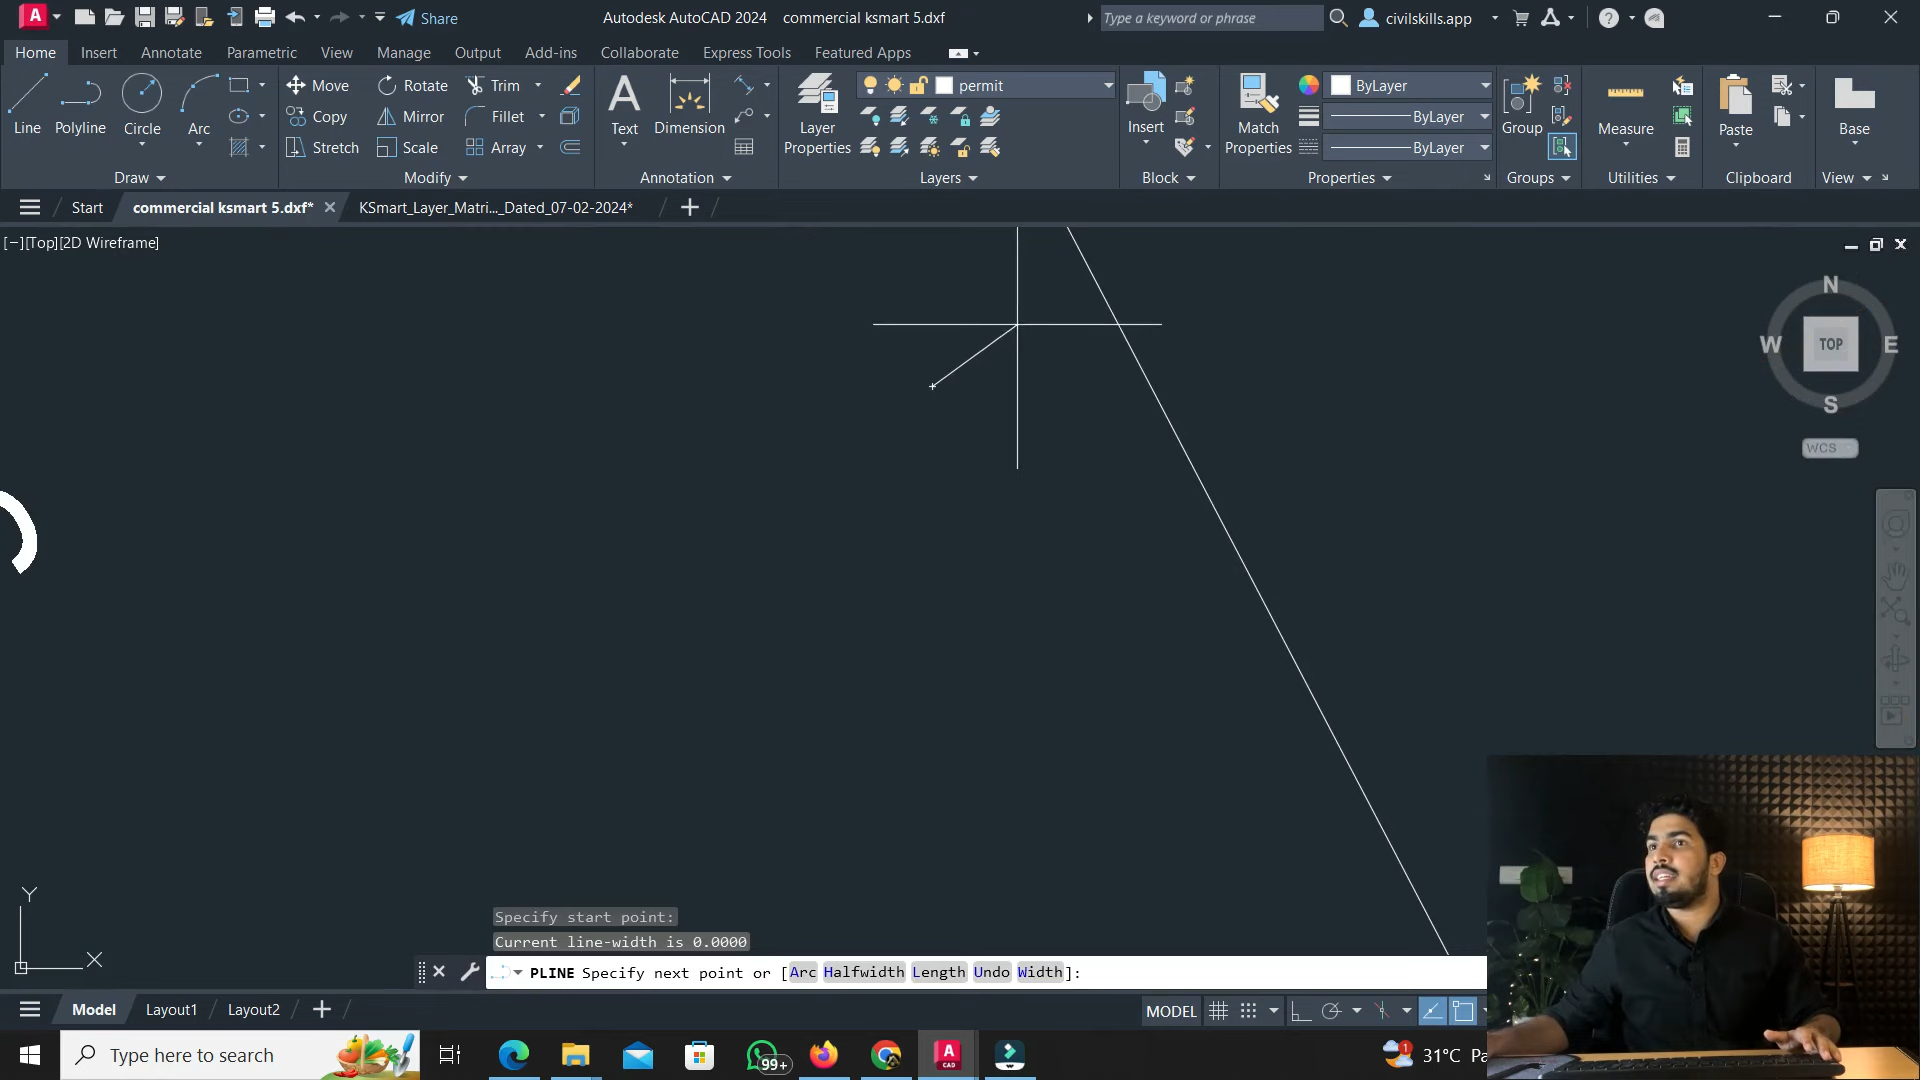 Share
Autodesk AutoCAD 2024 commercial ksmart 5.dxf
Type a keyword or phrase
civilskills.app
Home Insert Annotate Parametric View Manage Output Add-ins Collaborate Express Tools Featured Apps
Line
Polyline
Circle
Arc
Draw
Move
Rotate
Trim
Copy
Mirror
Fillet
Stretch
Scale
Array
Modify
Text
Dimension
Annotation
Layer
Properties
permit
Layers
Insert
Block
Match
Properties
ByLayer
ByLayer
ByLayer
Properties
Group
Groups
Measure
Utilities
Paste
Clipboard
Base
View
Start
commercial ksmart 5.dxf*
KSmart_Layer_Matri..._Dated_07-02-2024*
[−][Top][2D Wireframe]
N
W
TOP
E
S
WCS
Y
X
Specify start point:
Current line-width is 0.0000
PLINE Specify next point or [Arc Halfwidth Length Undo Width]:
Model
Layout1
Layout2
MODEL
Type here to search
99+
A
CAD
1
31°C Pa